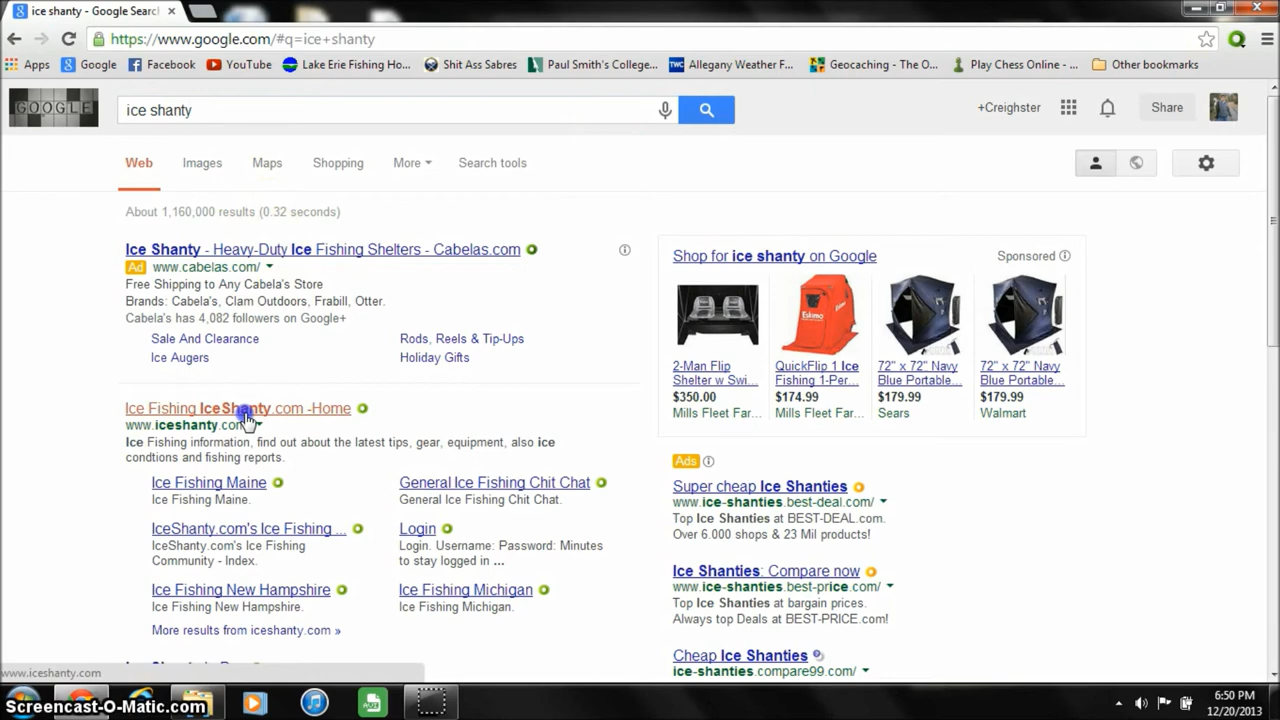 ice shanty - Google Searc
https://www.google.com/#q=ice+shanty
Apps Google Facebook YouTube Lake Erie Fishing Ho... Shit Ass Sabres Paul Smith's College... Allegany Weather F... Geocaching - The O... Play Chess Online - ... Other bookmarks
GOOGLE ice shanty +Creighster Share
Web Images Maps Shopping More Search tools
About 1,160,000 results (0.32 seconds)
Ice Shanty - Heavy-Duty Ice Fishing Shelters - Cabelas.com
Ad www.cabelas.com/
Free Shipping to Any Cabela's Store
Brands: Cabela's, Clam Outdoors, Frabill, Otter.
Cabela's has 4,082 followers on Google+
Sale And Clearance Rods, Reels & Tip-Ups
Ice Augers Holiday Gifts
Ice Fishing IceShanty.com -Home
www.iceshanty.com
Ice Fishing information, find out about the latest tips, gear, equipment, also ice
condtions and fishing reports.
Ice Fishing Maine General Ice Fishing Chit Chat
Ice Fishing Maine. General Ice Fishing Chit Chat.
IceShanty.com's Ice Fishing ... Login
IceShanty.com's Ice Fishing Login. Username: Password: Minutes
Community - Index. to stay logged in ...
Ice Fishing New Hampshire Ice Fishing Michigan
Ice Fishing New Hampshire. Ice Fishing Michigan.
More results from iceshanty.com »
Shop for ice shanty on Google Sponsored
Eskimo
2-Man Flip QuickFlip 1 Ice 72" x 72" Navy 72" x 72" Navy
Shelter w Swi... Fishing 1-Per... Blue Portable... Blue Portable...
$350.00 $174.99 $179.99 $179.99
Mills Fleet Far... Mills Fleet Far... Sears Walmart
Ads
Super cheap Ice Shanties
www.ice-shanties.best-deal.com/
Top Ice Shanties at BEST-DEAL.com.
Over 6.000 shops & 23 Mil products!
Ice Shanties: Compare now
www.ice-shanties.best-price.com/
Top Ice Shanties at bargain prices.
Always top Deals at BEST-PRICE.com!
Cheap Ice Shanties
ice-shanties.compare99.com/
www.iceshanty.com
Screencast-O-Matic.com
6:50 PM
12/20/2013